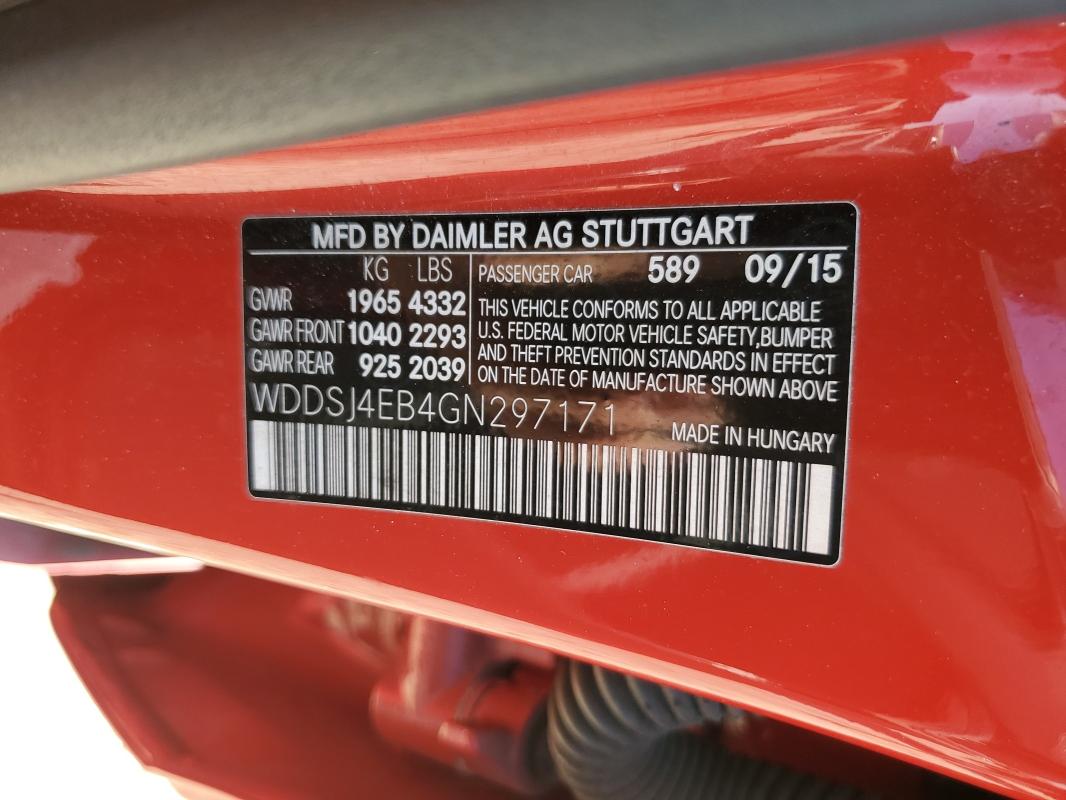 MFD BY DAIMLER AG STUTTGART
KG LBS
GVWR 1965 4332
GAWR FRONT 1040 2293
GAWR REAR 925 2039
PASSENGER CAR 589 09/15
THIS VEHICLE CONFORMS TO ALL APPLICABLE
U.S. FEDERAL MOTOR VEHICLE SAFETY,BUMPER
AND THEFT PREVENTION STANDARDS IN EFFECT
ON THE DATE OF MANUFACTURE SHOWN ABOVE
WDDSJ4EB4GN297171
MADE IN HUNGARY